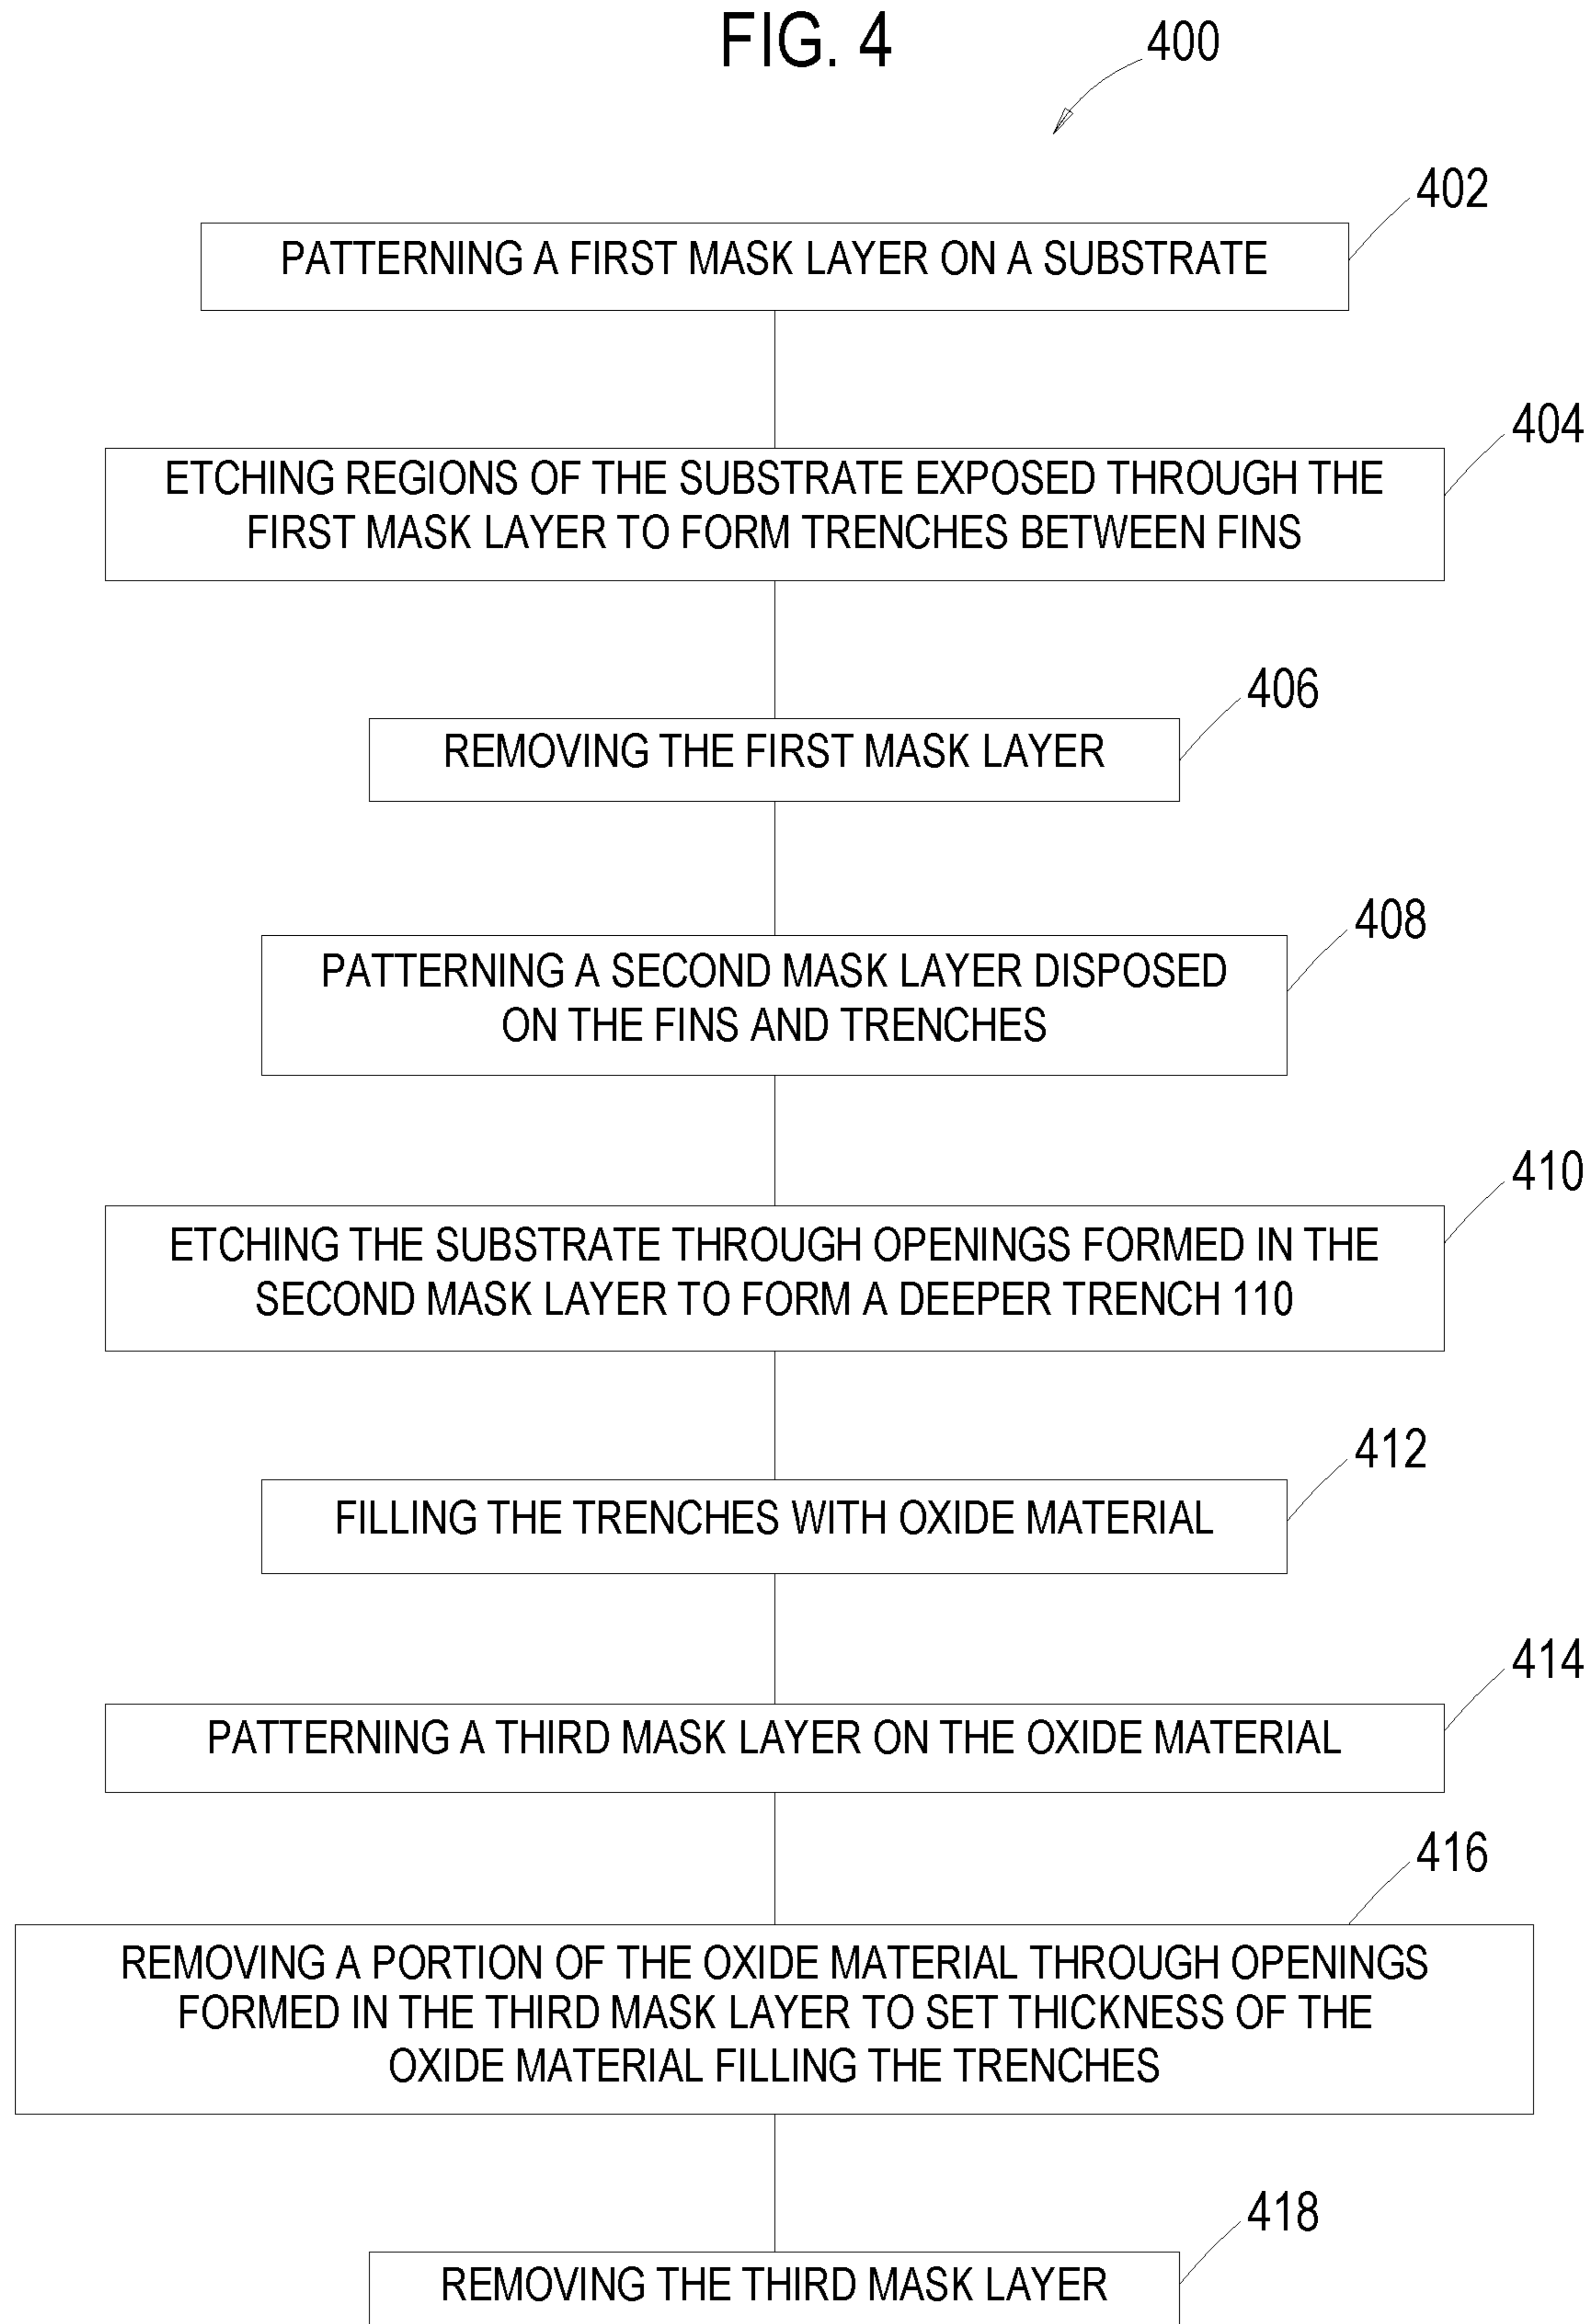 FIG. 4
400
402
PATTERNING A FIRST MASK LAYER ON A SUBSTRATE
404
ETCHING REGIONS OF THE SUBSTRATE EXPOSED THROUGH THE
FIRST MASK LAYER TO FORM TRENCHES BETWEEN FINS
406
REMOVING THE FIRST MASK LAYER
408
PATTERNING A SECOND MASK LAYER DISPOSED
ON THE FINS AND TRENCHES
410
ETCHING THE SUBSTRATE THROUGH OPENINGS FORMED IN THE
SECOND MASK LAYER TO FORM A DEEPER TRENCH 110
412
FILLING THE TRENCHES WITH OXIDE MATERIAL
414
PATTERNING A THIRD MASK LAYER ON THE OXIDE MATERIAL
416
REMOVING A PORTION OF THE OXIDE MATERIAL THROUGH OPENINGS
FORMED IN THE THIRD MASK LAYER TO SET THICKNESS OF THE
OXIDE MATERIAL FILLING THE TRENCHES
418
REMOVING THE THIRD MASK LAYER